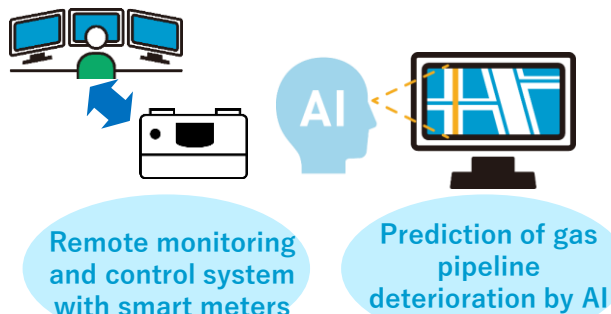 AI
Remote monitoring
and control system
with smart meters
Prediction of gas
pipeline
deterioration by AI